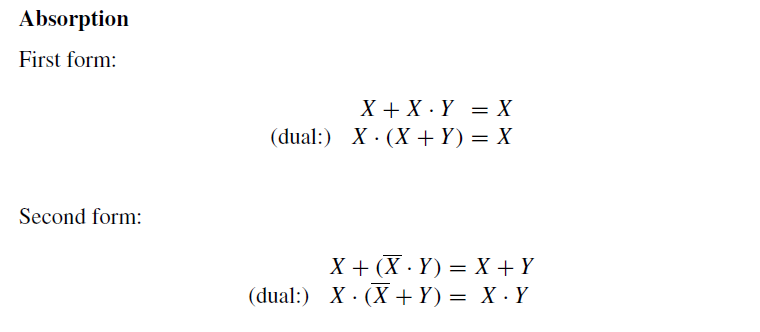 Absorption
First form:
X + X · Y = X
(dual:) X · (X + Y) = X
Second form:
X + (X̅ · Y) = X + Y
(dual:) X · (X̅ + Y) = X · Y